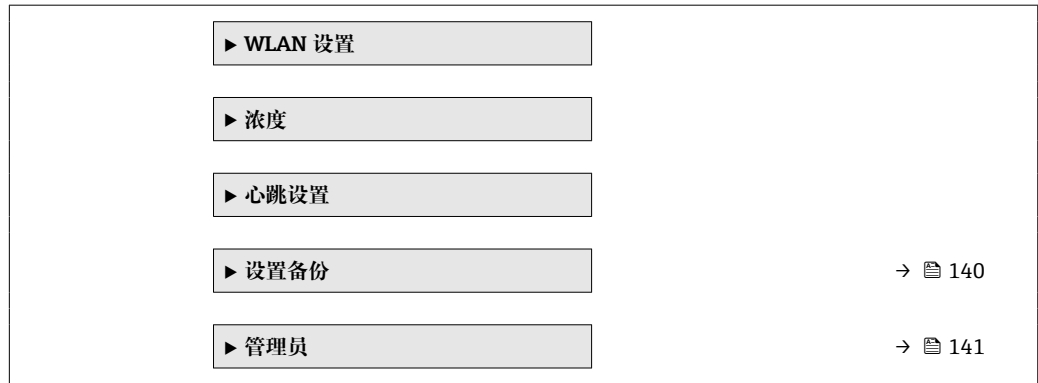 ▶ WLAN 设置
▶ 浓度
▶ 心跳设置
▶ 设置备份 → 🖺 140
▶ 管理员 → 🖺 141